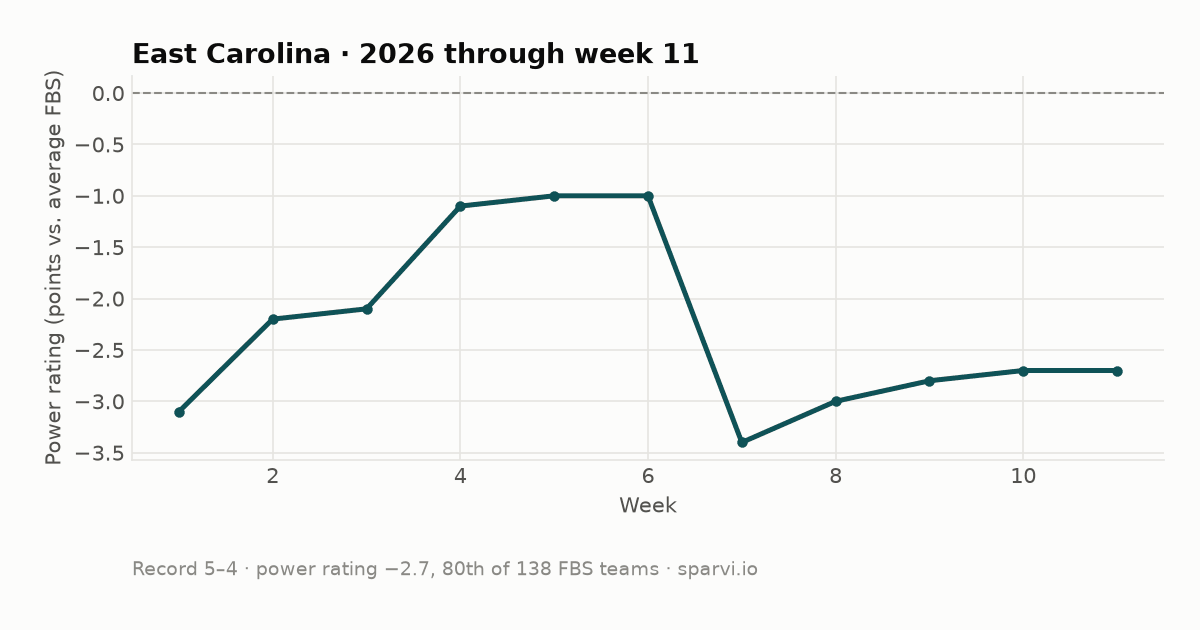 East Carolina · 2026 through week 11
Power rating (points vs. average FBS)
0.0
−0.5
−1.0
−1.5
−2.0
−2.5
−3.0
−3.5
2 4 6 8 10
Week
Record 5–4 · power rating −2.7, 80th of 138 FBS teams · sparvi.io